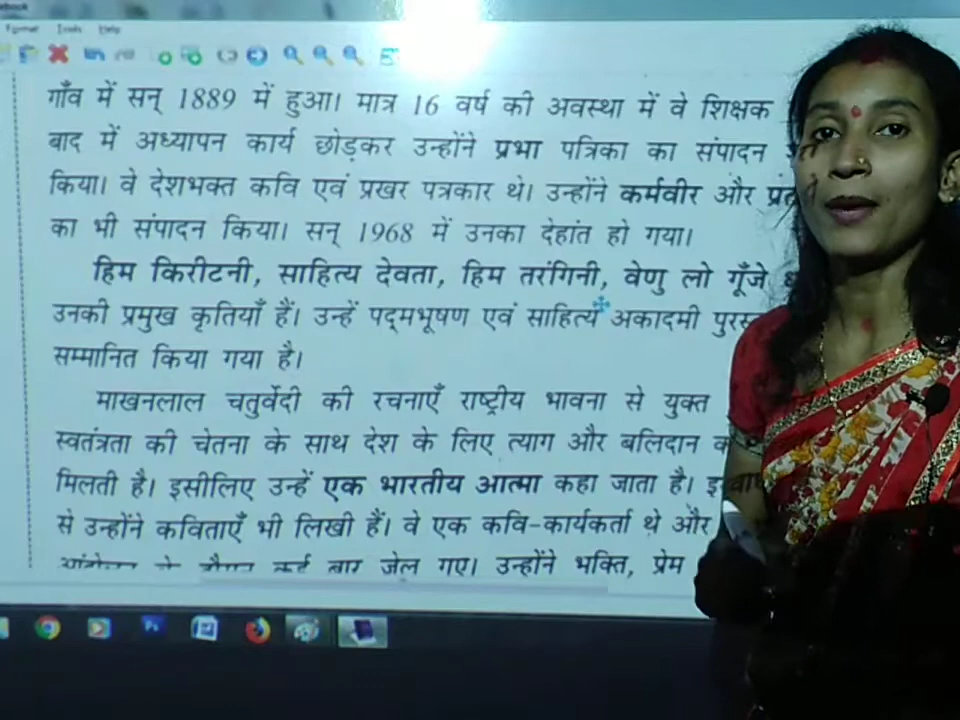 Format Tools Help
गाँव में सन् 1889 में हुआ। मात्र 16 वर्ष की अवस्था में वे शिक्षक
बाद में अध्यापन कार्य छोड़कर उन्होंने प्रभा पत्रिका का संपादन
किया। वे देशभक्त कवि एवं प्रखर पत्रकार थे। उन्होंने कर्मवीर और
का भी संपादन किया। सन् 1968 में उनका देहांत हो गया।
हिम किरीटनी, साहित्य देवता, हिम तरंगिनी, वेणु लो गूँजे
उनकी प्रमुख कृतियाँ हैं। उन्हें पद्मभूषण एवं साहित्य अकादमी
सम्मानित किया गया है।
माखनलाल चतुर्वेदी की रचनाएँ राष्ट्रीय भावना से युक्त
स्वतंत्रता की चेतना के साथ देश के लिए त्याग और बलिदान
मिलती है। इसीलिए उन्हें एक भारतीय आत्मा कहा जाता है।
से उन्होंने कविताएँ भी लिखी हैं। वे एक कवि-कार्यकर्ता थे और
जेल गए। उन्होंने भक्ति, प्रेम